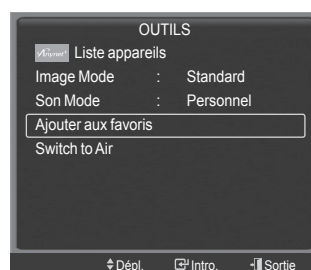 OUTILS
Anynet+ Liste appareils
Image Mode : Standard
Son Mode : Personnel
Ajouter aux favoris
Switch to Air
Dépl. Intro. Sortie